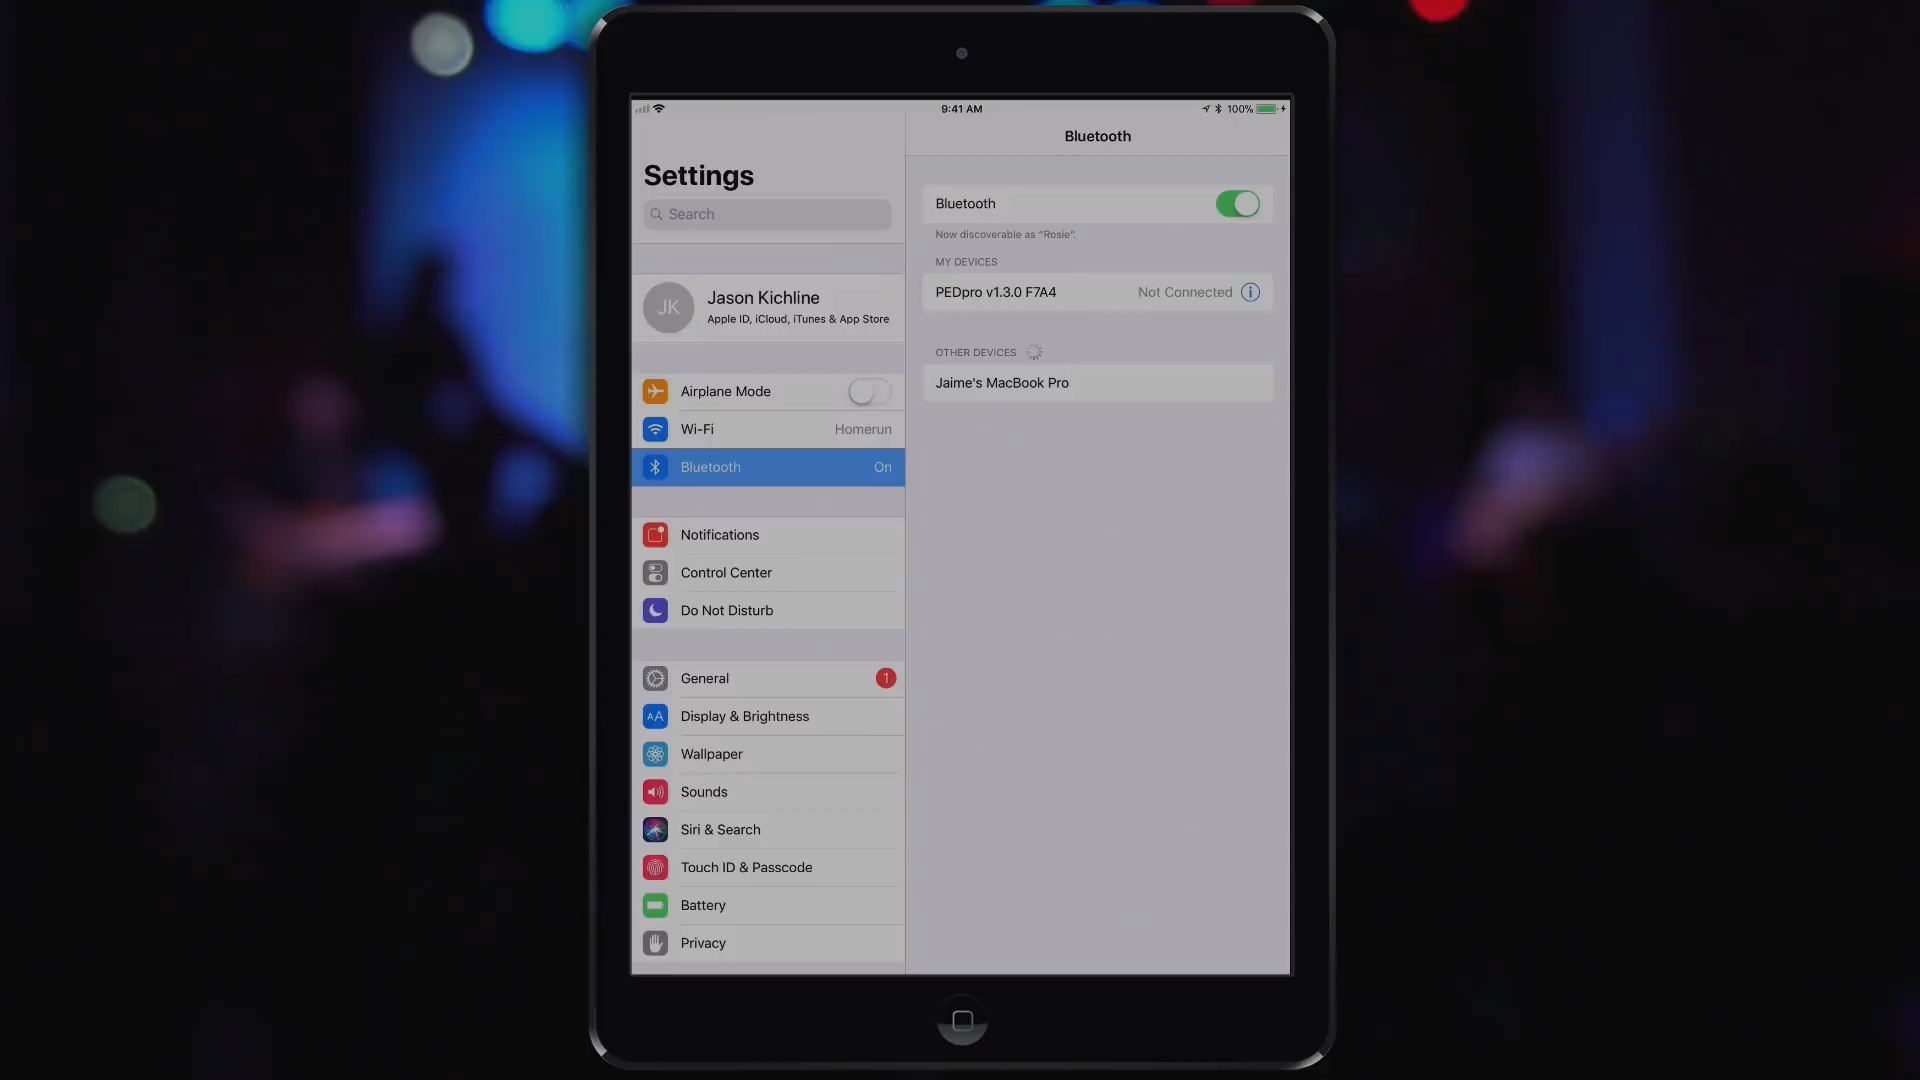 9:41 AM
100%
Settings
Search
JK
Jason Kichline
Apple ID, iCloud, iTunes & App Store
Airplane Mode
Wi-Fi
Homerun
Bluetooth
On
Notifications
Control Center
Do Not Disturb
General
1
AA
Display & Brightness
Wallpaper
Sounds
Siri & Search
Touch ID & Passcode
Battery
Privacy
Bluetooth
Bluetooth
Now discoverable as “Rosie”.
MY DEVICES
PEDpro v1.3.0 F7A4
Not Connected
i
OTHER DEVICES
Jaime's MacBook Pro